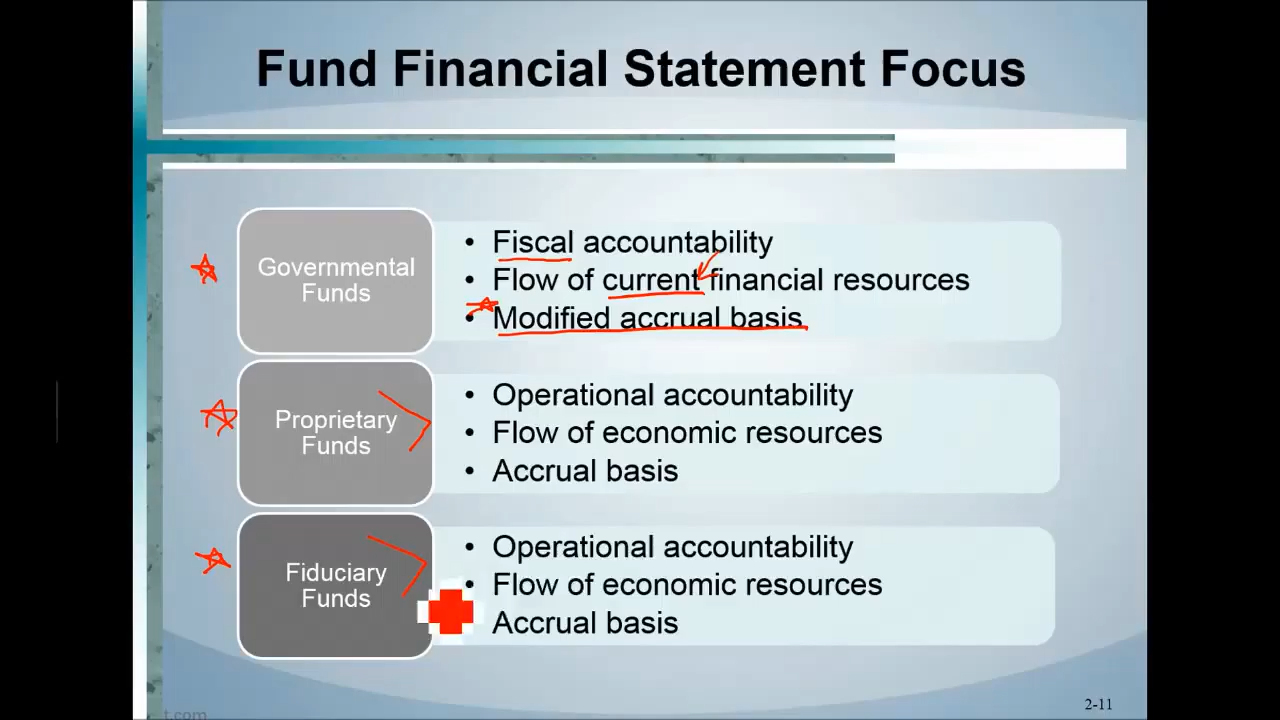 Fund Financial Statement Focus
Governmental
Funds
• Fiscal accountability
• Flow of current financial resources
• Modified accrual basis
Proprietary
Funds
• Operational accountability
• Flow of economic resources
• Accrual basis
Fiduciary
Funds
• Operational accountability
• Flow of economic resources
Accrual basis
2-11
t.com